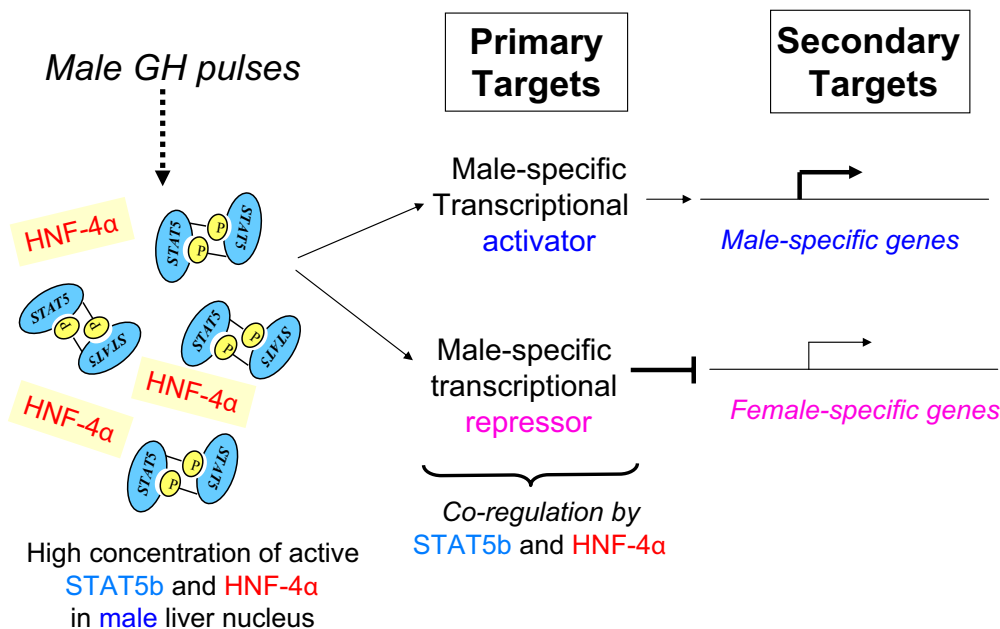 Male GH pulses
HNF-4α
STAT5
P
P
STAT5
STAT5
P
P
STAT5
STAT5
P
P
STAT5
HNF-4α
HNF-4α
STAT5
P
P
STAT5
High concentration of active
STAT5b and HNF-4α
in male liver nucleus
Primary
Targets
Male-specific
Transcriptional
activator
Male-specific
transcriptional
repressor
Co-regulation by
STAT5b and HNF-4α
Secondary
Targets
Male-specific genes
Female-specific genes